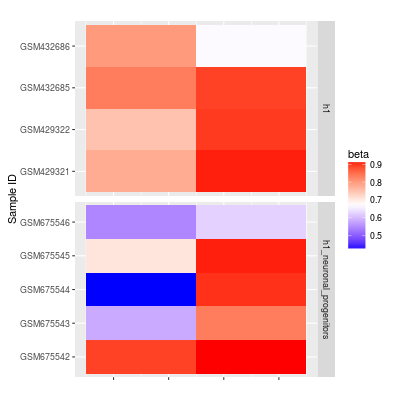 GSM432686
GSM432685
GSM429322
GSM429321
h1
GSM675546
GSM675545
GSM675544
GSM675543
GSM675542
h1_neuronal_progenitors
Sample ID
beta
0.9
0.8
0.7
0.6
0.5